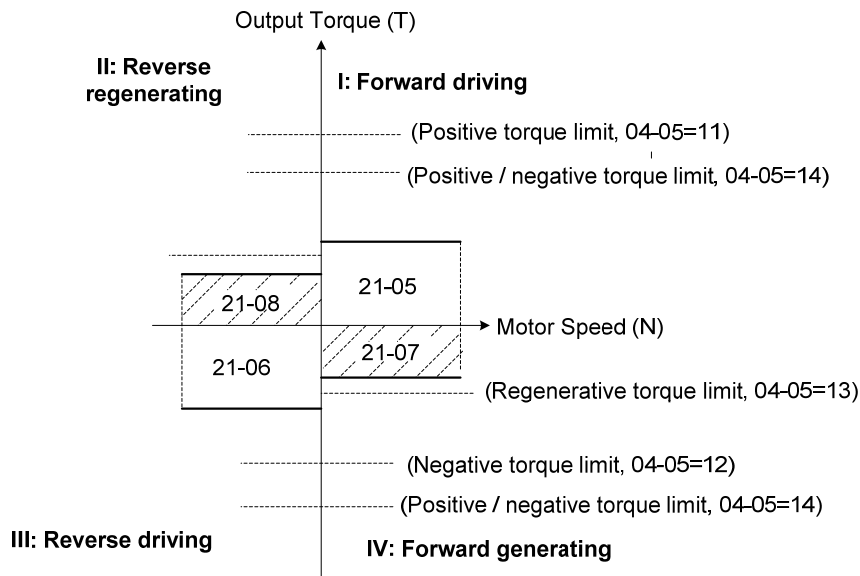 Output Torque (T)
II: Reverse
regenerating
I: Forward driving
(Positive torque limit, 04-05=11)
(Positive / negative torque limit, 04-05=14)
21-05
21-08
Motor Speed (N)
21-07
21-06
(Regenerative torque limit, 04-05=13)
(Negative torque limit, 04-05=12)
(Positive / negative torque limit, 04-05=14)
III: Reverse driving
IV: Forward generating